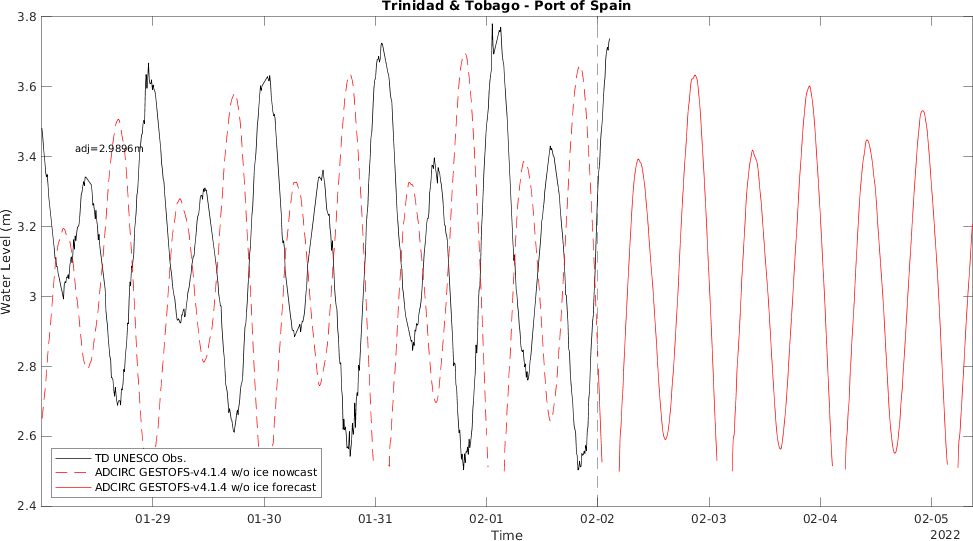 Trinidad & Tobago - Port of Spain
3.8
3.6
3.4
3.2
3
2.8
2.6
2.4
Water Level (m)
adj=2.9896m
TD UNESCO Obs.
ADCIRC GESTOFS-v4.1.4 w/o ice nowcast
ADCIRC GESTOFS-v4.1.4 w/o ice forecast
01-29 01-30 01-31 02-01 02-02 02-03 02-04 02-05
Time
2022